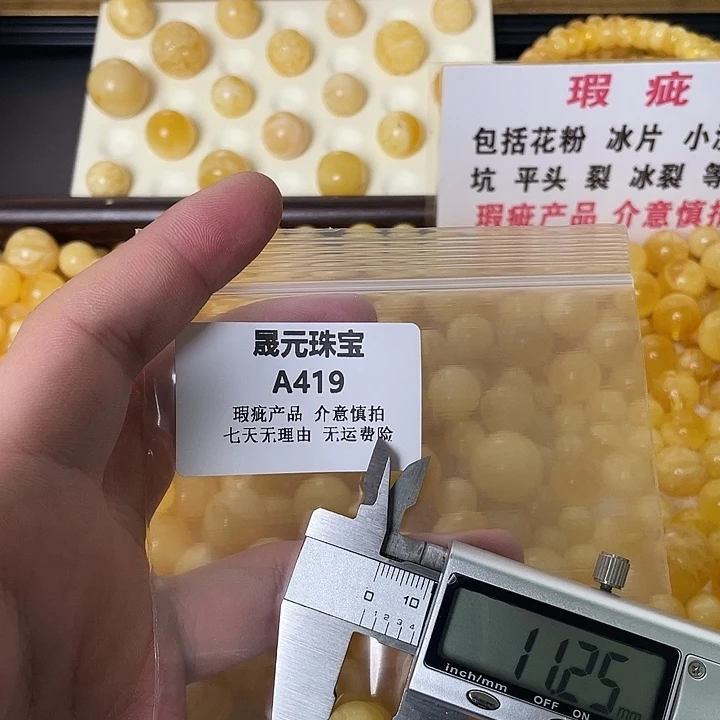 瑕疵
包括花粉 冰片 小
坑 平头 裂 冰裂 等
瑕疵产品 介意慎拍
晟元珠宝
A419
瑕疵产品 介意慎拍
七天无理由 无运费险
0 10
1 2 3 4
11.25 mm
inch/mm OFF ON